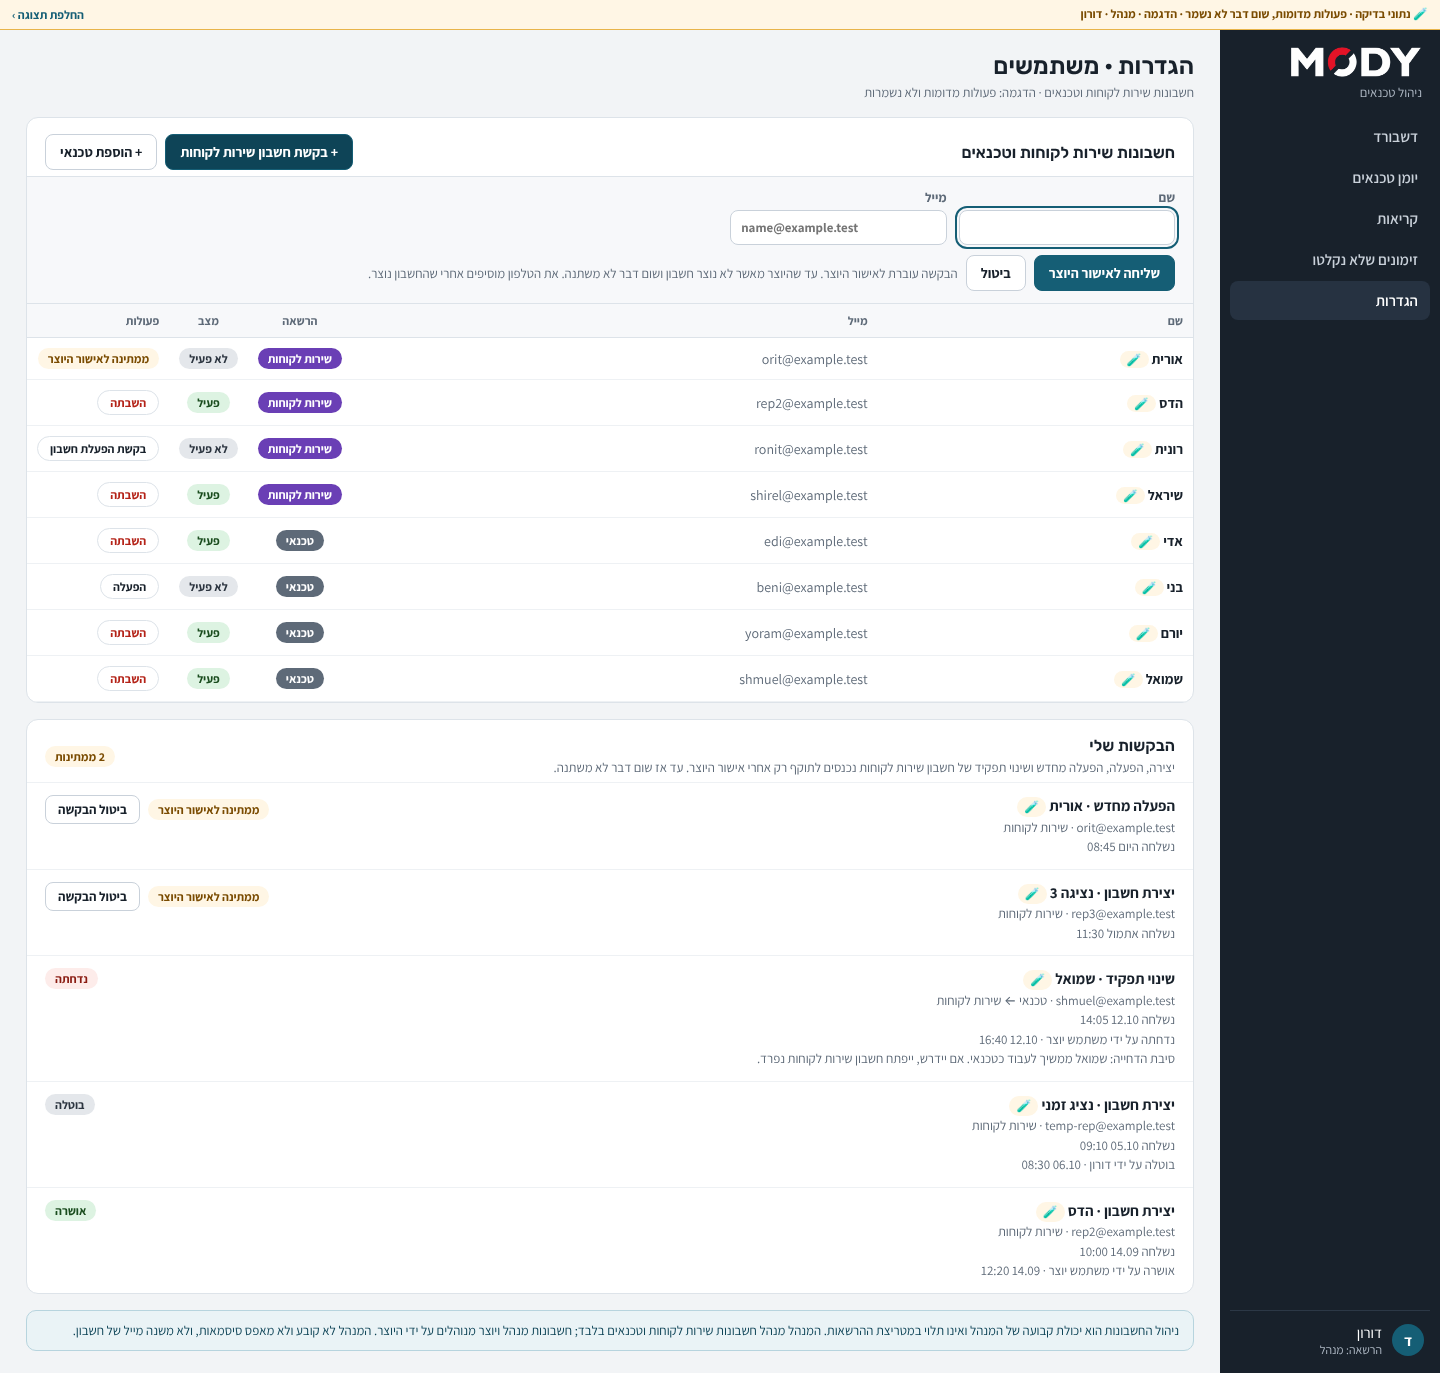 🧪 נתוני בדיקה · פעולות מדומות, שום דבר לא נשמר · הדגמה · מנהל · דורון
החלפת תצוגה ›
MODY
ניהול טכנאים
דשבורד
יומן טכנאים
קריאות
זימונים שלא נקלטו
הגדרות
הגדרות • משתמשים
חשבונות שירות לקוחות וטכנאים · הדגמה: פעולות מדומות ולא נשמרות
חשבונות שירות לקוחות וטכנאים
+ בקשת חשבון שירות לקוחות
+ הוספת טכנאי
שם
מייל
name@example.test
שליחה לאישור היוצר
ביטול
הבקשה עוברת לאישור היוצר. עד שהיוצר מאשר לא נוצר חשבון ושום דבר לא משתנה. את הטלפון מוסיפים אחרי שהחשבון נוצר.
שם מייל הרשאה מצב פעולות
אורית 🧪 orit@example.test שירות לקוחות לא פעיל ממתינה לאישור היוצר
הדס 🧪 rep2@example.test שירות לקוחות פעיל השבתה
רונית 🧪 ronit@example.test שירות לקוחות לא פעיל בקשת הפעלת חשבון
שיראל 🧪 shirel@example.test שירות לקוחות פעיל השבתה
אדי 🧪 edi@example.test טכנאי פעיל השבתה
בני 🧪 beni@example.test טכנאי לא פעיל הפעלה
יורם 🧪 yoram@example.test טכנאי פעיל השבתה
שמואל 🧪 shmuel@example.test טכנאי פעיל השבתה
הבקשות שלי
2 ממתינות
יצירה, הפעלה, הפעלה מחדש ושינוי תפקיד של חשבון שירות לקוחות נכנסים לתוקף רק אחרי אישור היוצר. עד אז שום דבר לא משתנה.
הפעלה מחדש · אורית 🧪
ממתינה לאישור היוצר
ביטול הבקשה
orit@example.test · שירות לקוחות
נשלחה היום 08:45
יצירת חשבון · נציגה 3 🧪
ממתינה לאישור היוצר
ביטול הבקשה
rep3@example.test · שירות לקוחות
נשלחה אתמול 11:30
שינוי תפקיד · שמואל 🧪
נדחתה
shmuel@example.test · טכנאי ← שירות לקוחות
נשלחה 12.10 14:05
נדחתה על ידי משתמש יוצר · 12.10 16:40
סיבת הדחייה: שמואל ממשיך לעבוד כטכנאי. אם יידרש, ייפתח חשבון שירות לקוחות נפרד.
יצירת חשבון · נציג זמני 🧪
בוטלה
temp-rep@example.test · שירות לקוחות
נשלחה 05.10 09:10
בוטלה על ידי דורון · 06.10 08:30
יצירת חשבון · הדס 🧪
אושרה
rep2@example.test · שירות לקוחות
נשלחה 14.09 10:00
אושרה על ידי משתמש יוצר · 14.09 12:20
ניהול החשבונות הוא יכולת קבועה של המנהל ואינו תלוי במטריצת ההרשאות. המנהל מנהל חשבונות שירות לקוחות וטכנאים בלבד; חשבונות מנהל ויוצר מנוהלים על ידי היוצר. המנהל לא קובע ולא מאפס סיסמאות, ולא משנה מייל של חשבון.
ד
דורון
הרשאה: מנהל